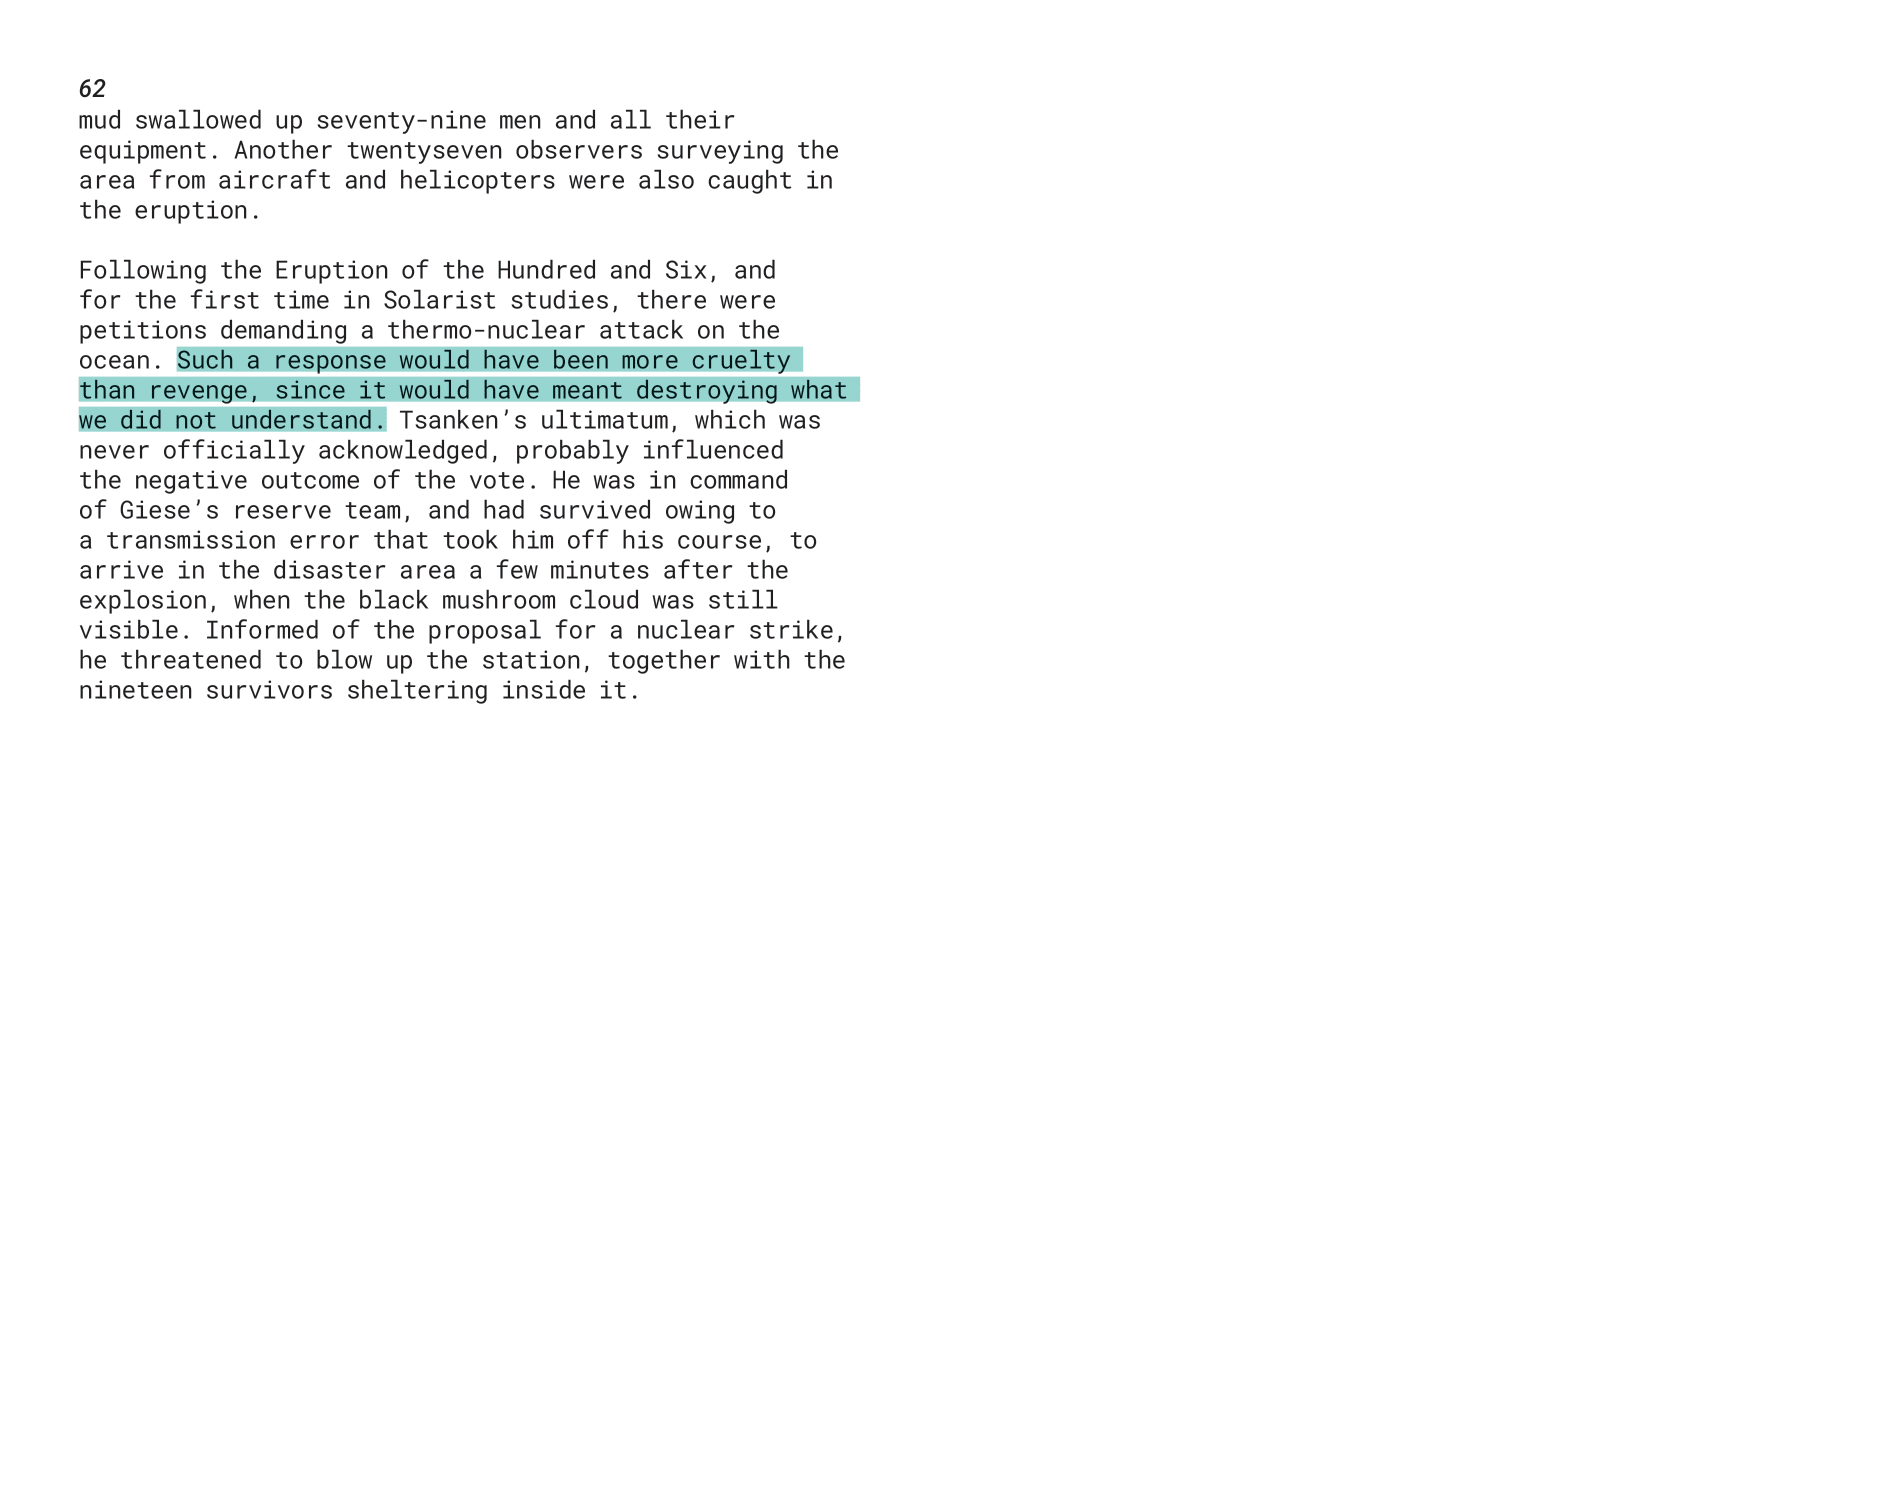 62
mud swallowed up seventy-nine men and all their
equipment. Another twentyseven observers surveying the
area from aircraft and helicopters were also caught in
the eruption.

Following the Eruption of the Hundred and Six, and
for the first time in Solarist studies, there were
petitions demanding a thermo-nuclear attack on the
ocean. Such a response would have been more cruelty
than revenge, since it would have meant destroying what
we did not understand. Tsanken’s ultimatum, which was
never officially acknowledged, probably influenced
the negative outcome of the vote. He was in command
of Giese’s reserve team, and had survived owing to
a transmission error that took him off his course, to
arrive in the disaster area a few minutes after the
explosion, when the black mushroom cloud was still
visible. Informed of the proposal for a nuclear strike,
he threatened to blow up the station, together with the
nineteen survivors sheltering inside it.